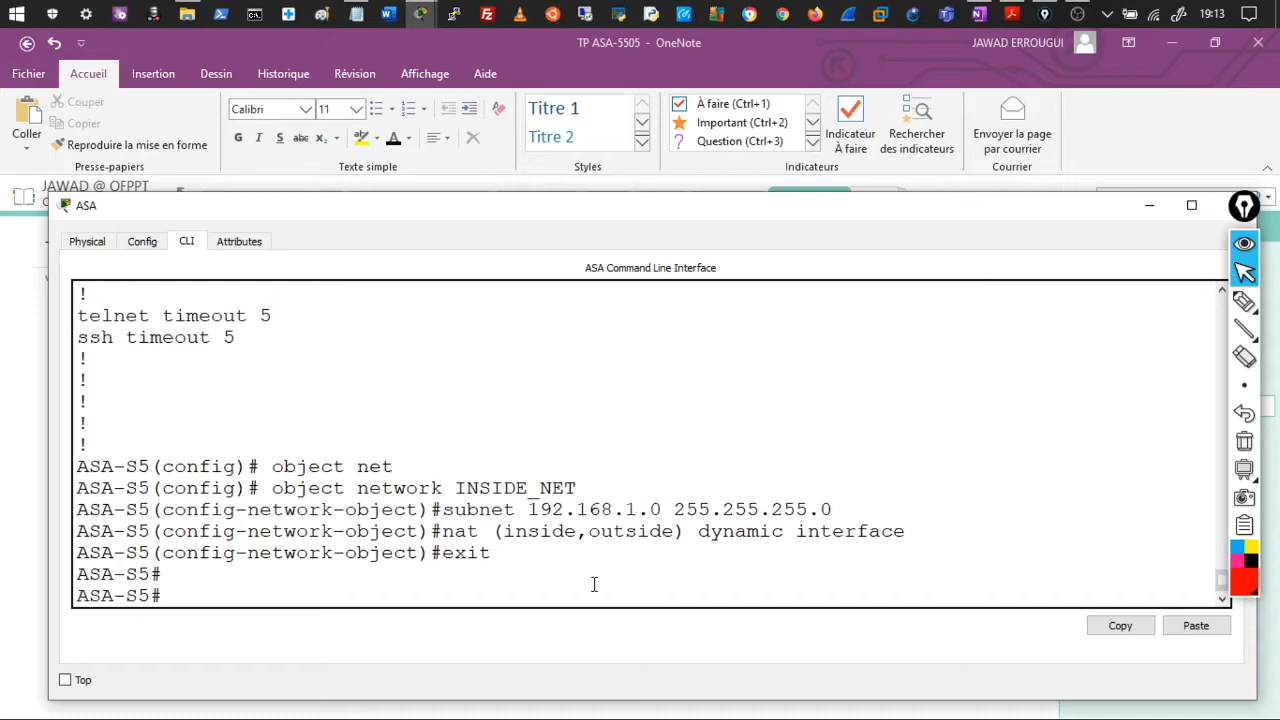 19:13
TP ASA-5505 - OneNote
JAWAD ERROUGUI
Fichier
Accueil
Insertion
Dessin
Historique
Révision
Affichage
Aide
Coller
Couper
Copier
Reproduire la mise en forme
Presse-papiers
Calibri
11
G I S abc x₂
A
Texte simple
Titre 1
Titre 2
Styles
À faire (Ctrl+1)
Important (Ctrl+2)
Question (Ctrl+3)
Indicateur
À faire
Rechercher
des indicateurs
Indicateurs
Envoyer la page
par courrier
Courrier
JAWAD @ OFPPT
ASA
Physical
Config
CLI
Attributes
ASA Command Line Interface
!
telnet timeout 5
ssh timeout 5
!
!
!
!
!
ASA-S5(config)# object net
ASA-S5(config)# object network INSIDE_NET
ASA-S5(config-network-object)#subnet 192.168.1.0 255.255.255.0
ASA-S5(config-network-object)#nat (inside,outside) dynamic interface
ASA-S5(config-network-object)#exit
ASA-S5#
ASA-S5#
Copy
Paste
Top